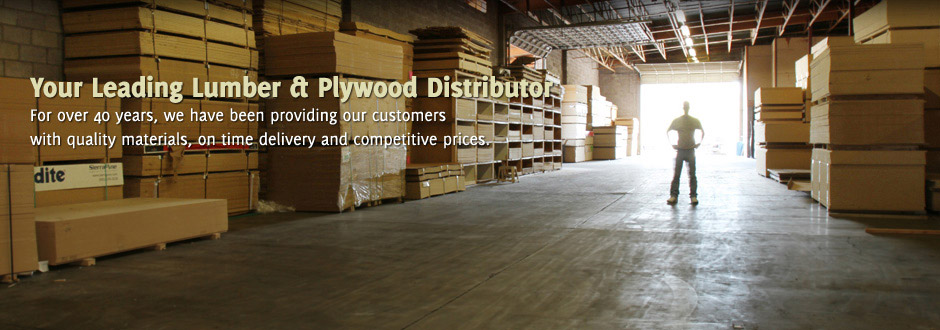 Your Leading Lumber & Plywood Distributor
For over 40 years, we have been providing our customers
with quality materials, on time delivery and competitive prices.
dite